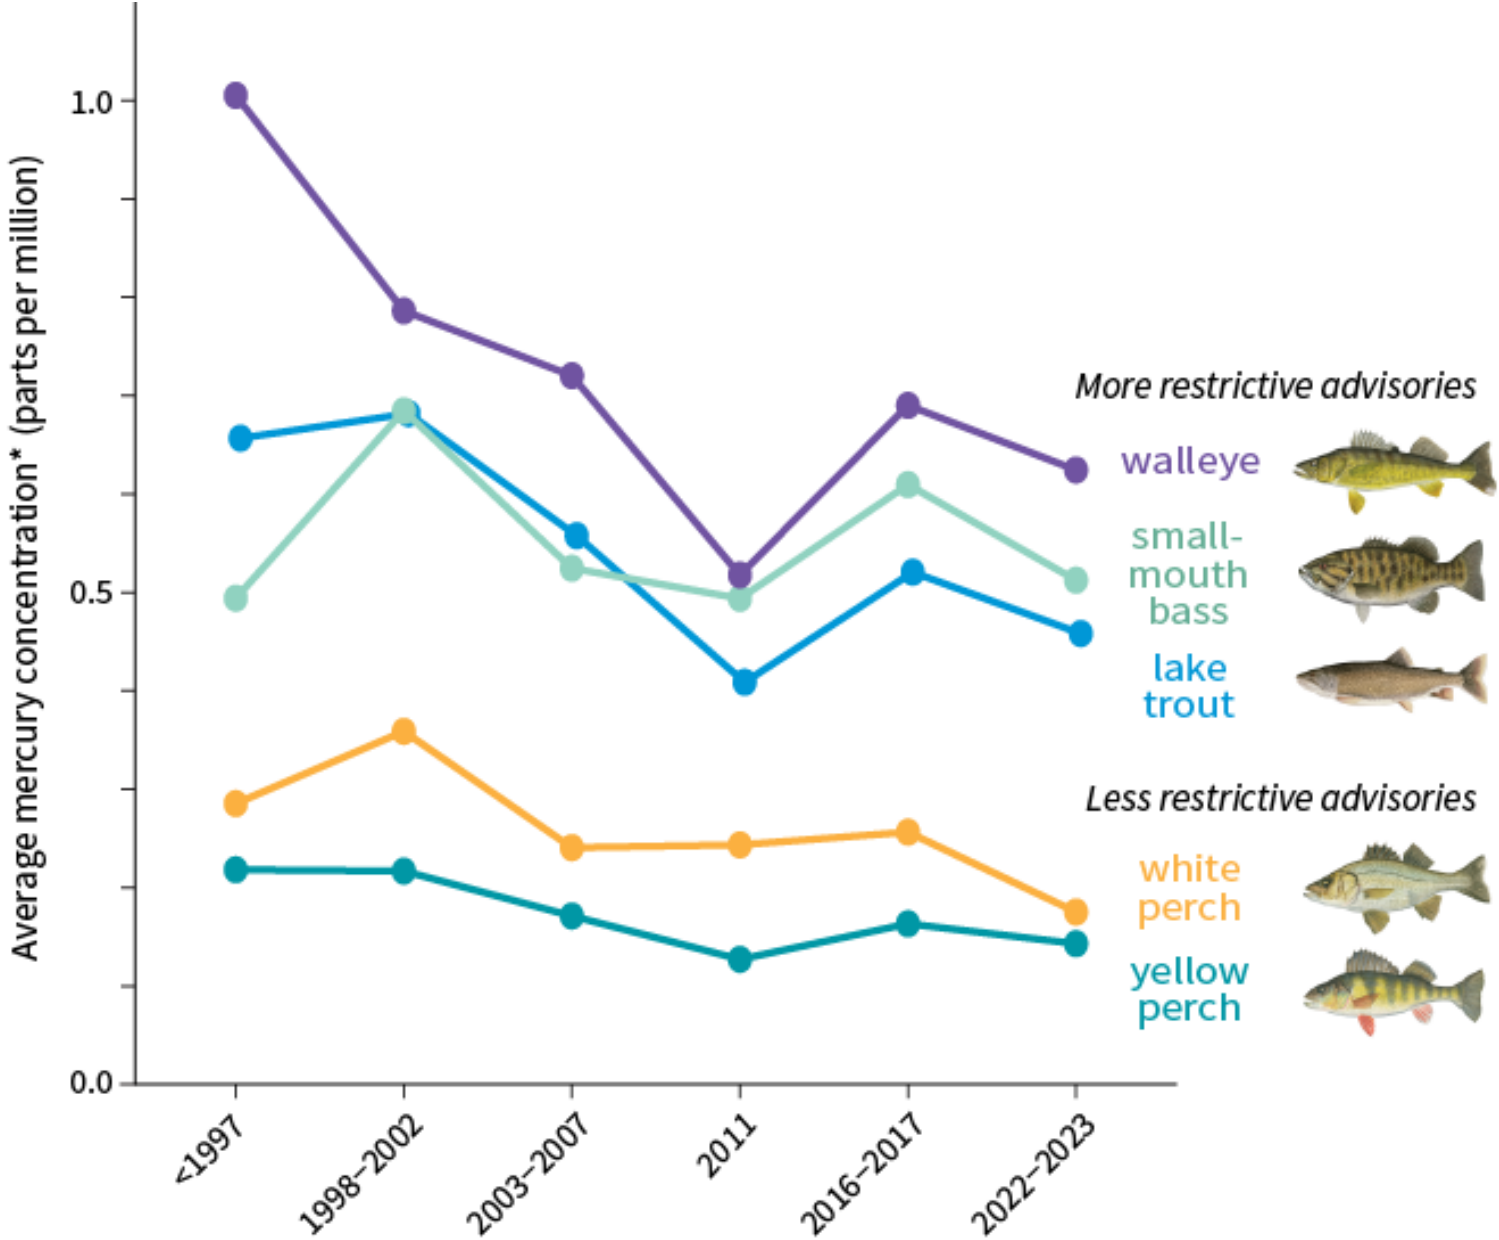 Average mercury concentration* (parts per million)
1.0
0.5
0.0
<1997
1998–2002
2003–2007
2011
2016–2017
2022–2023
More restrictive advisories
walleye
small-
mouth
bass
lake
trout
Less restrictive advisories
white
perch
yellow
perch